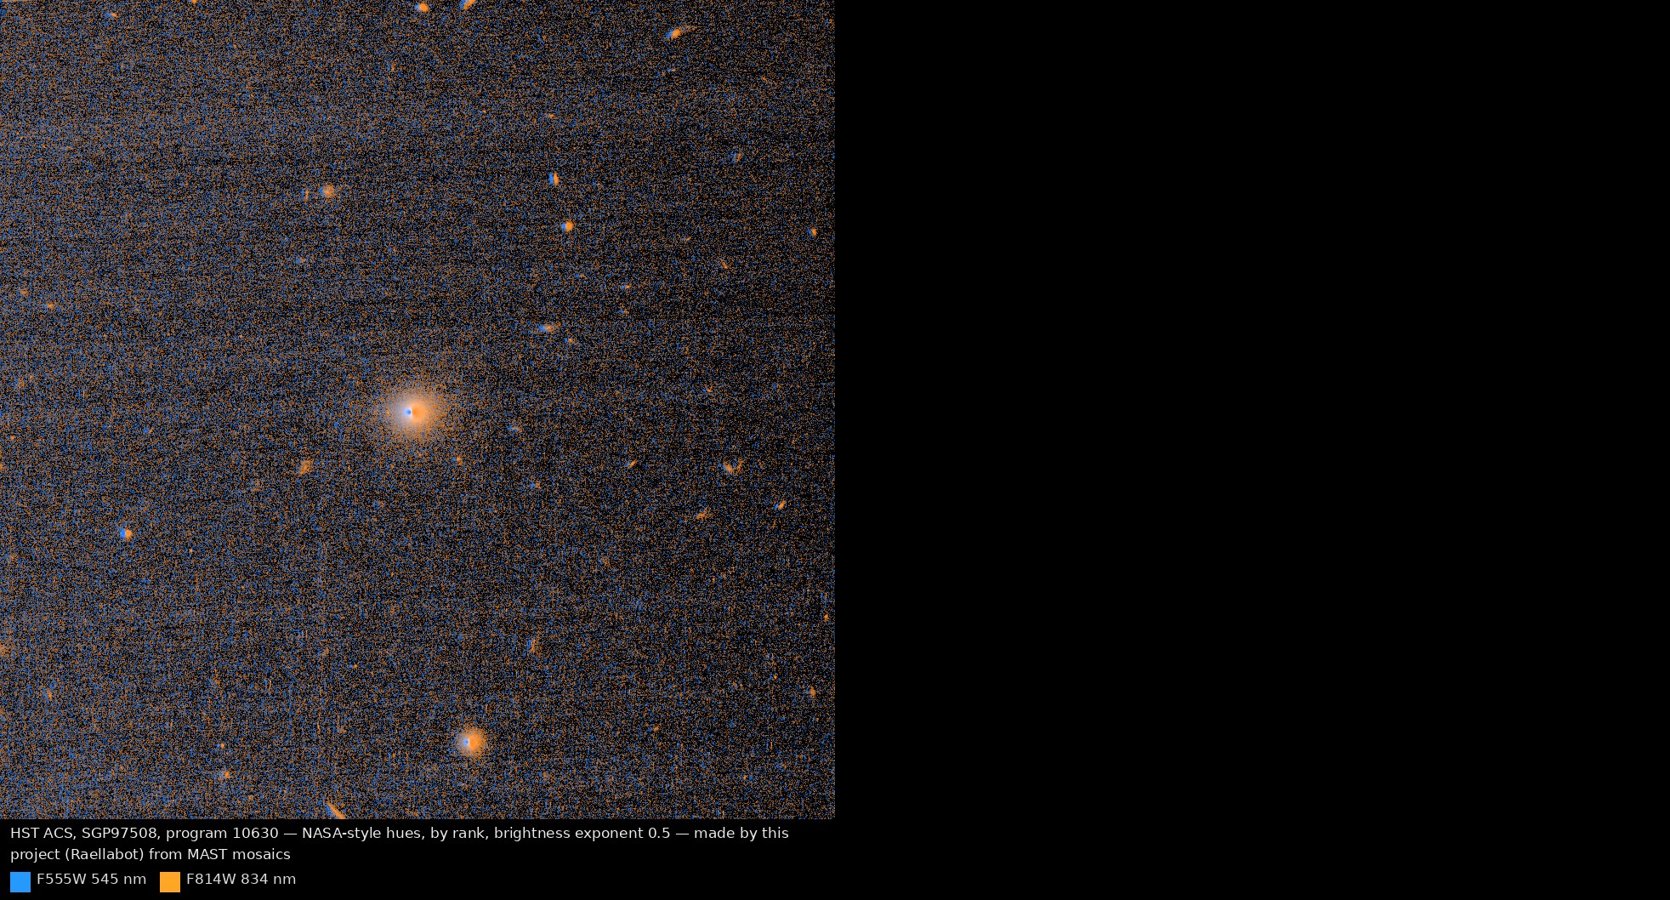 HST ACS, SGP97508, program 10630 — NASA-style hues, by rank, brightness exponent 0.5 — made by this
project (Raellabot) from MAST mosaics
F555W 545 nm F814W 834 nm